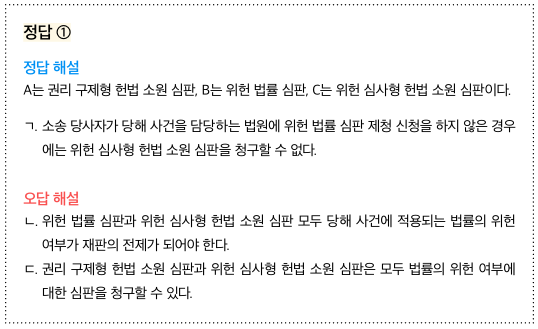 정답 ①
정답 해설
A는 권리 구제형 헌법 소원 심판, B는 위헌 법률 심판, C는 위헌 심사형 헌법 소원 심판이다.
ㄱ. 소송 당사자가 당해 사건을 담당하는 법원에 위헌 법률 심판 제청 신청을 하지 않은 경우
에는 위헌 심사형 헌법 소원 심판을 청구할 수 없다.
오답 해설
ㄴ. 위헌 법률 심판과 위헌 심사형 헌법 소원 심판 모두 당해 사건에 적용되는 법률의 위헌
여부가 재판의 전제가 되어야 한다.
ㄷ. 권리 구제형 헌법 소원 심판과 위헌 심사형 헌법 소원 심판은 모두 법률의 위헌 여부에
대한 심판을 청구할 수 있다.